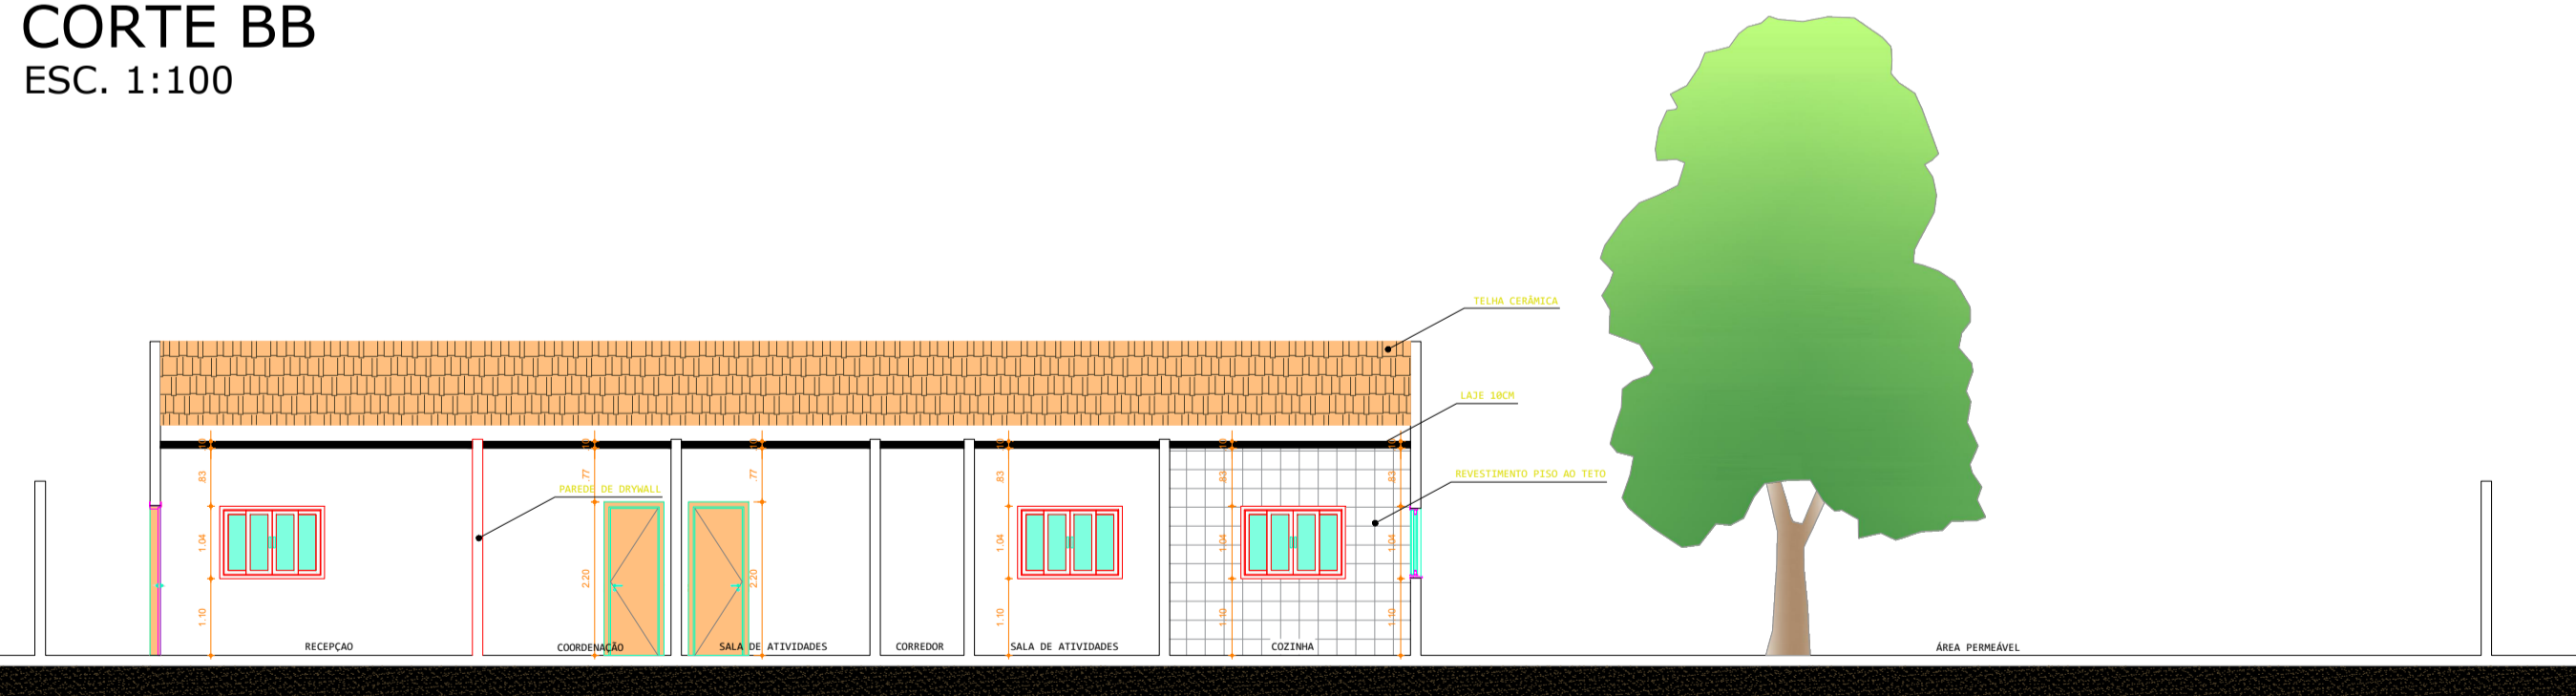 CORTE BB
ESC. 1:100
TELHA CERÂMICA
LAJE 10CM
REVESTIMENTO PISO AO TETO
PAREDE DE DRYWALL
.10
.10
.10
.10
.10
.10
.83
.77
.77
.83
.83
.83
1.04
1.04
1.04
1.04
2.20
2.20
1.10
1.10
1.10
1.10
RECEPÇAO
COORDENAÇÃO
SALA DE ATIVIDADES
CORREDOR
SALA DE ATIVIDADES
COZINHA
ÁREA PERMEÁVEL